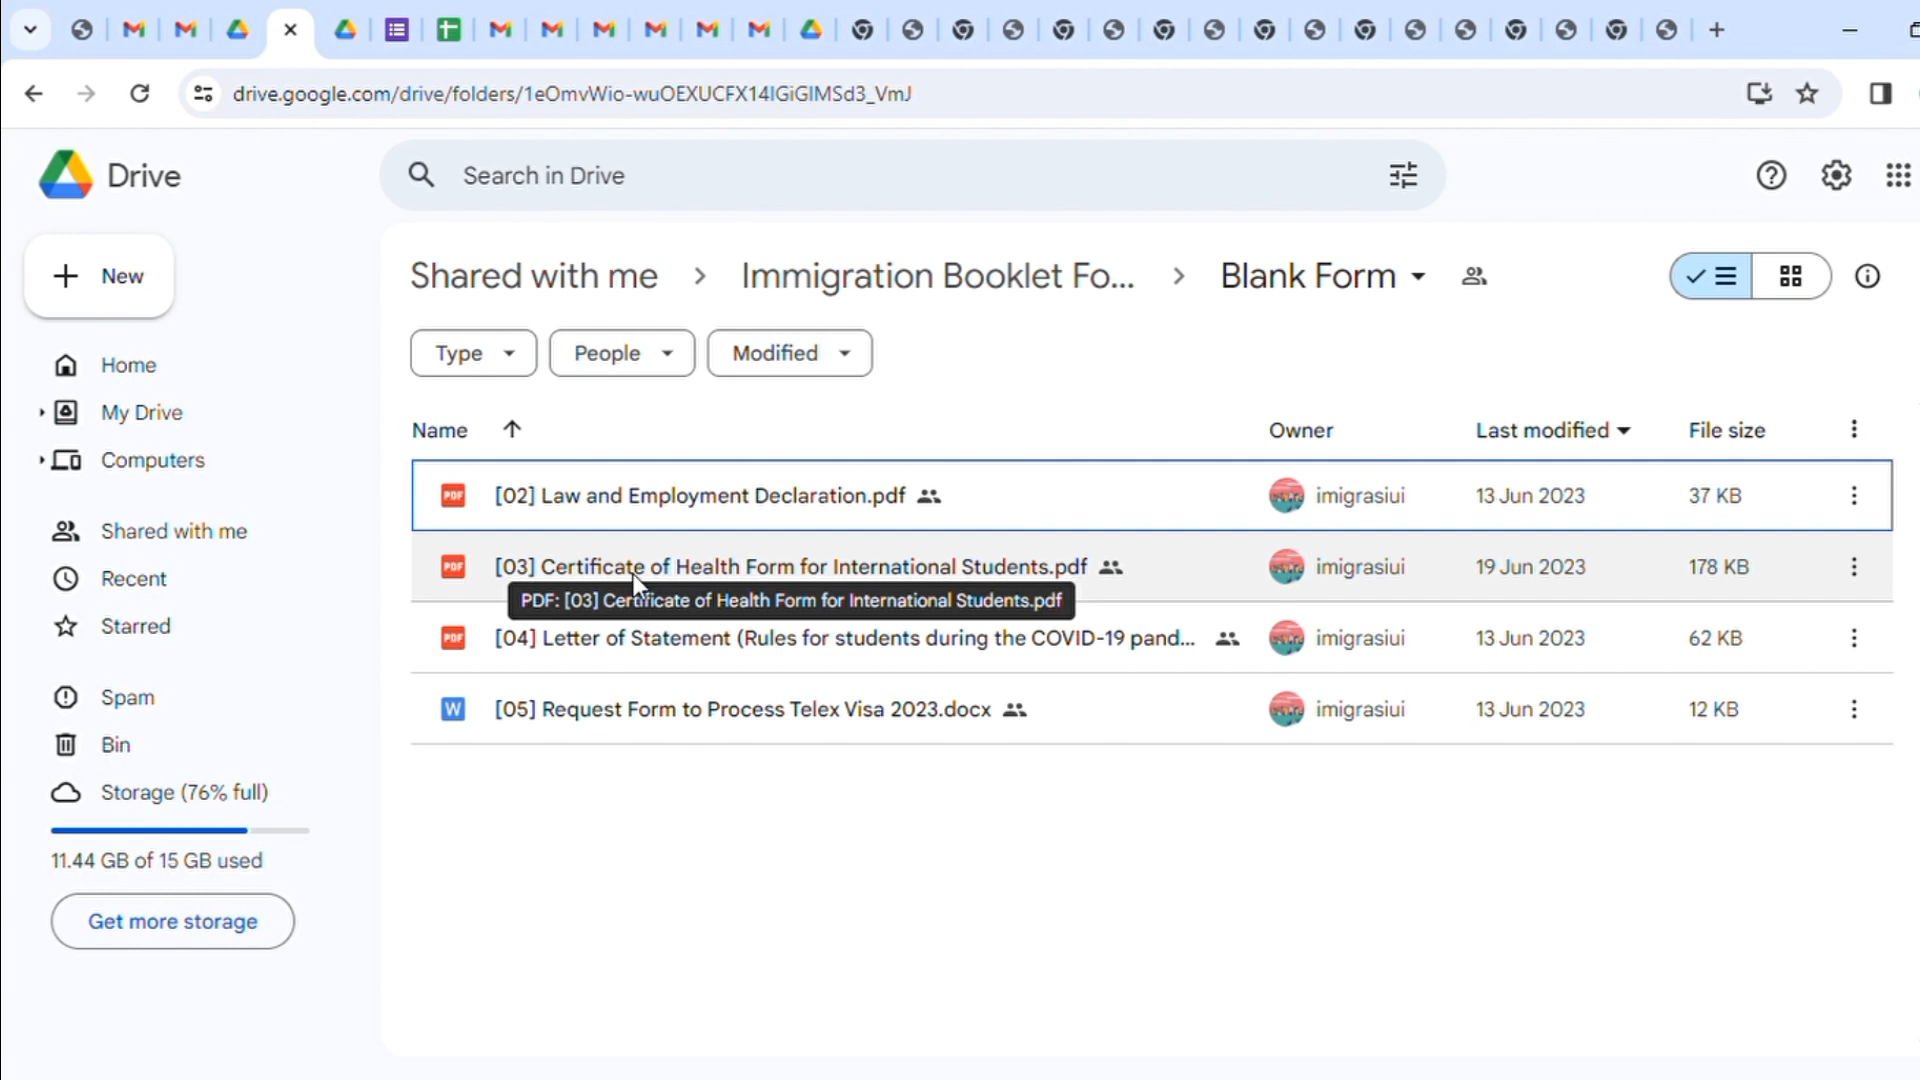 drive.google.com/drive/folders/1eOmvWio-wuOEXUCFX14IGiGIMSd3_VmJ
Drive
Search in Drive
New
Shared with me > Immigration Booklet Fo... > Blank Form
Type
People
Modified
Home
My Drive
Computers
Shared with me
Recent
Starred
Spam
Bin
Storage (76% full)
11.44 GB of 15 GB used
Get more storage
Name Owner Last modified File size
PDF [02] Law and Employment Declaration.pdf imigrasiui 13 Jun 2023 37 KB
PDF [03] Certificate of Health Form for International Students.pdf imigrasiui 19 Jun 2023 178 KB
PDF: [03] Certificate of Health Form for International Students.pdf
PDF [04] Letter of Statement (Rules for students during the COVID-19 pand... imigrasiui 13 Jun 2023 62 KB
W [05] Request Form to Process Telex Visa 2023.docx imigrasiui 13 Jun 2023 12 KB